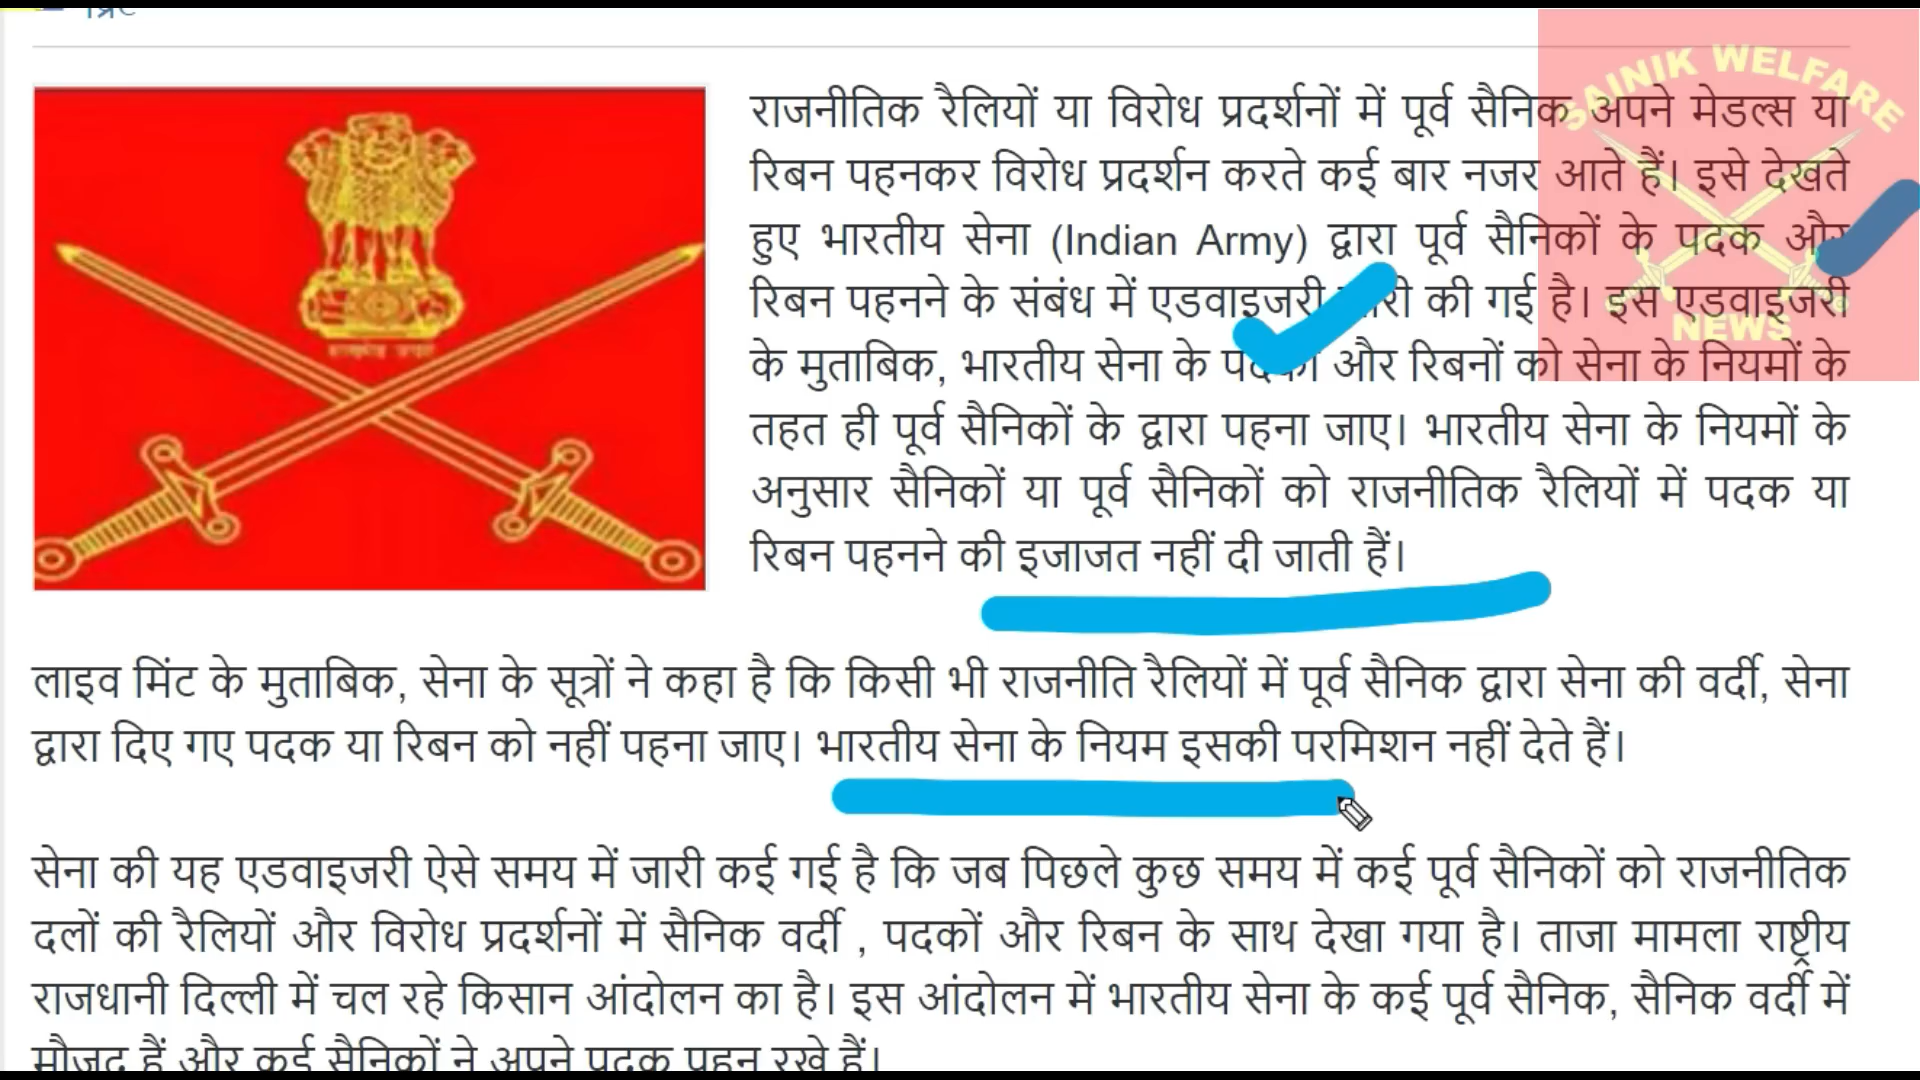 SAINIK WELFARE
NEWS
राजनीतिक रैलियों या विरोध प्रदर्शनों में पूर्व सैनिक अपने मेडल्स या
रिबन पहनकर विरोध प्रदर्शन करते कई बार नजर आते हैं। इसे देखते
हुए भारतीय सेना (Indian Army) द्वारा पूर्व सैनिकों के पदक और
रिबन पहनने के संबंध में एडवाइजरी की गई है। इस एडवाइजरी
के मुताबिक, भारतीय सेना के और रिबनों को सेना के नियमों के
तहत ही पूर्व सैनिकों के द्वारा पहना जाए। भारतीय सेना के नियमों के
अनुसार सैनिकों या पूर्व सैनिकों को राजनीतिक रैलियों में पदक या
रिबन पहनने की इजाजत नहीं दी जाती हैं।
लाइव मिंट के मुताबिक, सेना के सूत्रों ने कहा है कि किसी भी राजनीति रैलियों में पूर्व सैनिक द्वारा सेना की वर्दी, सेना
द्वारा दिए गए पदक या रिबन को नहीं पहना जाए। भारतीय सेना के नियम इसकी परमिशन नहीं देते हैं।
सेना की यह एडवाइजरी ऐसे समय में जारी कई गई है कि जब पिछले कुछ समय में कई पूर्व सैनिकों को राजनीतिक
दलों की रैलियों और विरोध प्रदर्शनों में सैनिक वर्दी , पदकों और रिबन के साथ देखा गया है। ताजा मामला राष्ट्रीय
राजधानी दिल्ली में चल रहे किसान आंदोलन का है। इस आंदोलन में भारतीय सेना के कई पूर्व सैनिक, सैनिक वर्दी में
मौजूद हैं और कई सैनिकों ने अपने पदक पहन रखे हैं।